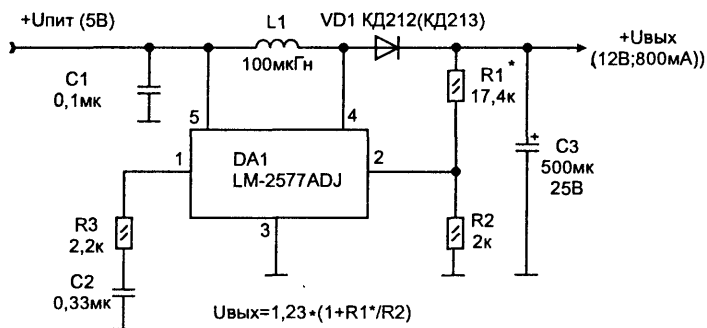 +Uпит (5В)
L1
100мкГн
VD1 КД212(КД213)
+Uвых
(12В;800мА))
C1
0,1мк
R1*
17,4к
5
4
1
DA1
LM-2577ADJ
2
3
C3
+
500мк
25В
R3
2,2к
R2
2к
C2
0,33мк
Uвых=1,23*(1+R1*/R2)